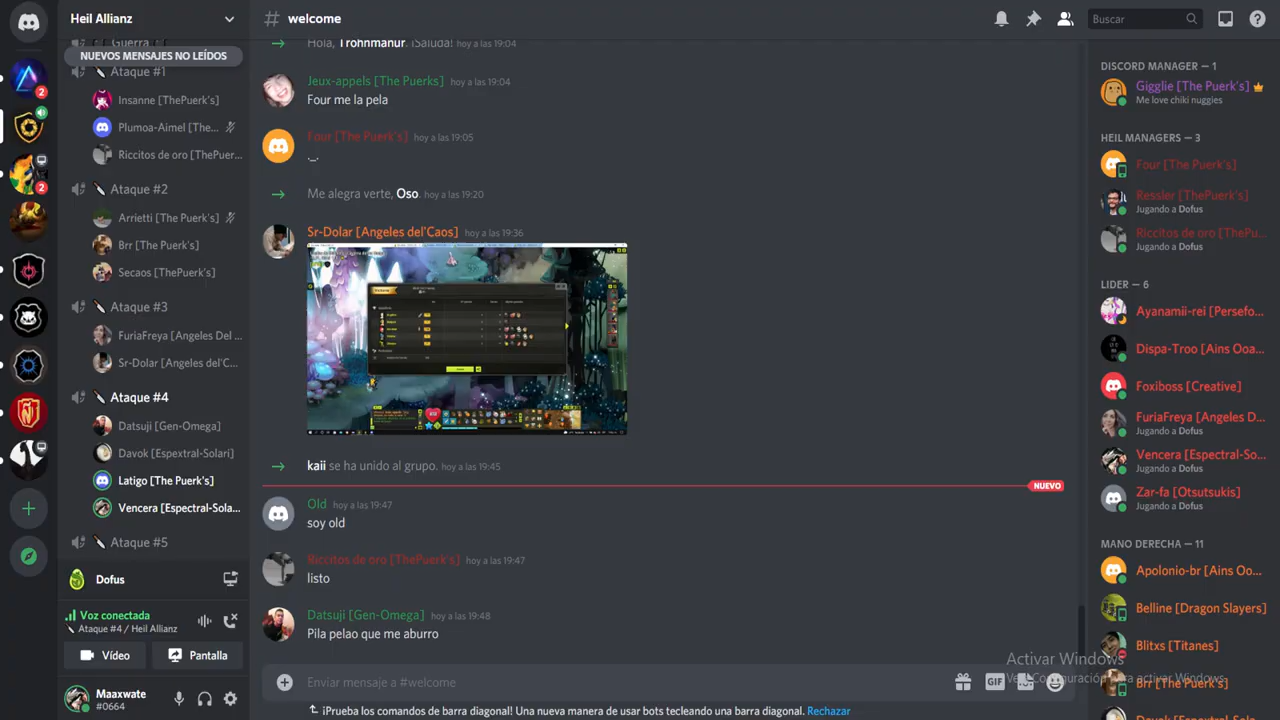 Heil Allianz
# welcome
Buscar
Guerra
NUEVOS MENSAJES NO LEÍDOS
Ataque #1
Insanne [ThePuerk's]
Plumoa-Aimel [The...
Riccitos de oro [ThePuer...
Ataque #2
Arrietti [The Puerk's]
Brr [The Puerk's]
Secaos [ThePuerk's]
Ataque #3
FuriaFreya [Angeles Del ...
Sr-Dolar [Angeles del'C...
Ataque #4
Datsuji [Gen-Omega]
Davok [Espextral-Solari]
Latigo [The Puerk's]
Vencera [Espectral-Sola...
Ataque #5
Dofus
Voz conectada
Ataque #4 / Heil Allianz
Vídeo
Pantalla
Maaxwate
#0664
Hola, Trohnmanur. ¡Saluda! hoy a las 19:04
Jeux-appels [The Puerks] hoy a las 19:04
Four me la pela
Four [The Puerk's] hoy a las 19:05
._.
Me alegra verte, Oso. hoy a las 19:20
Sr-Dolar [Angeles del'Caos] hoy a las 19:36
kaii se ha unido al grupo. hoy a las 19:45
NUEVO
Old hoy a las 19:47
soy old
Riccitos de oro [ThePuerk's] hoy a las 19:47
listo
Datsuji [Gen-Omega] hoy a las 19:48
Pila pelao que me aburro
Enviar mensaje a #welcome
GIF
¡Prueba los comandos de barra diagonal! Una nueva manera de usar bots tecleando una barra diagonal. Rechazar
DISCORD MANAGER — 1
Gigglie [The Puerk's]
Me love chiki nuggies
HEIL MANAGERS — 3
Four [The Puerk's]
Ressler [ThePuerk's]
Jugando a Dofus
Riccitos de oro [ThePu...
Jugando a Dofus
LIDER — 6
Ayanamii-rei [Persefo...
Dispa-Troo [Ains Ooa...
Foxiboss [Creative]
FuriaFreya [Angeles D...
Jugando a Dofus
Vencera [Espectral-So...
Jugando a Dofus
Zar-fa [Otsutsukis]
Jugando a Dofus
MANO DERECHA — 11
Apolonio-br [Ains Oo...
Belline [Dragon Slayers]
Blitxs [Titanes]
Activar Windows
Ve a Configuración para activar Windows.
Brr [The Puerk's]